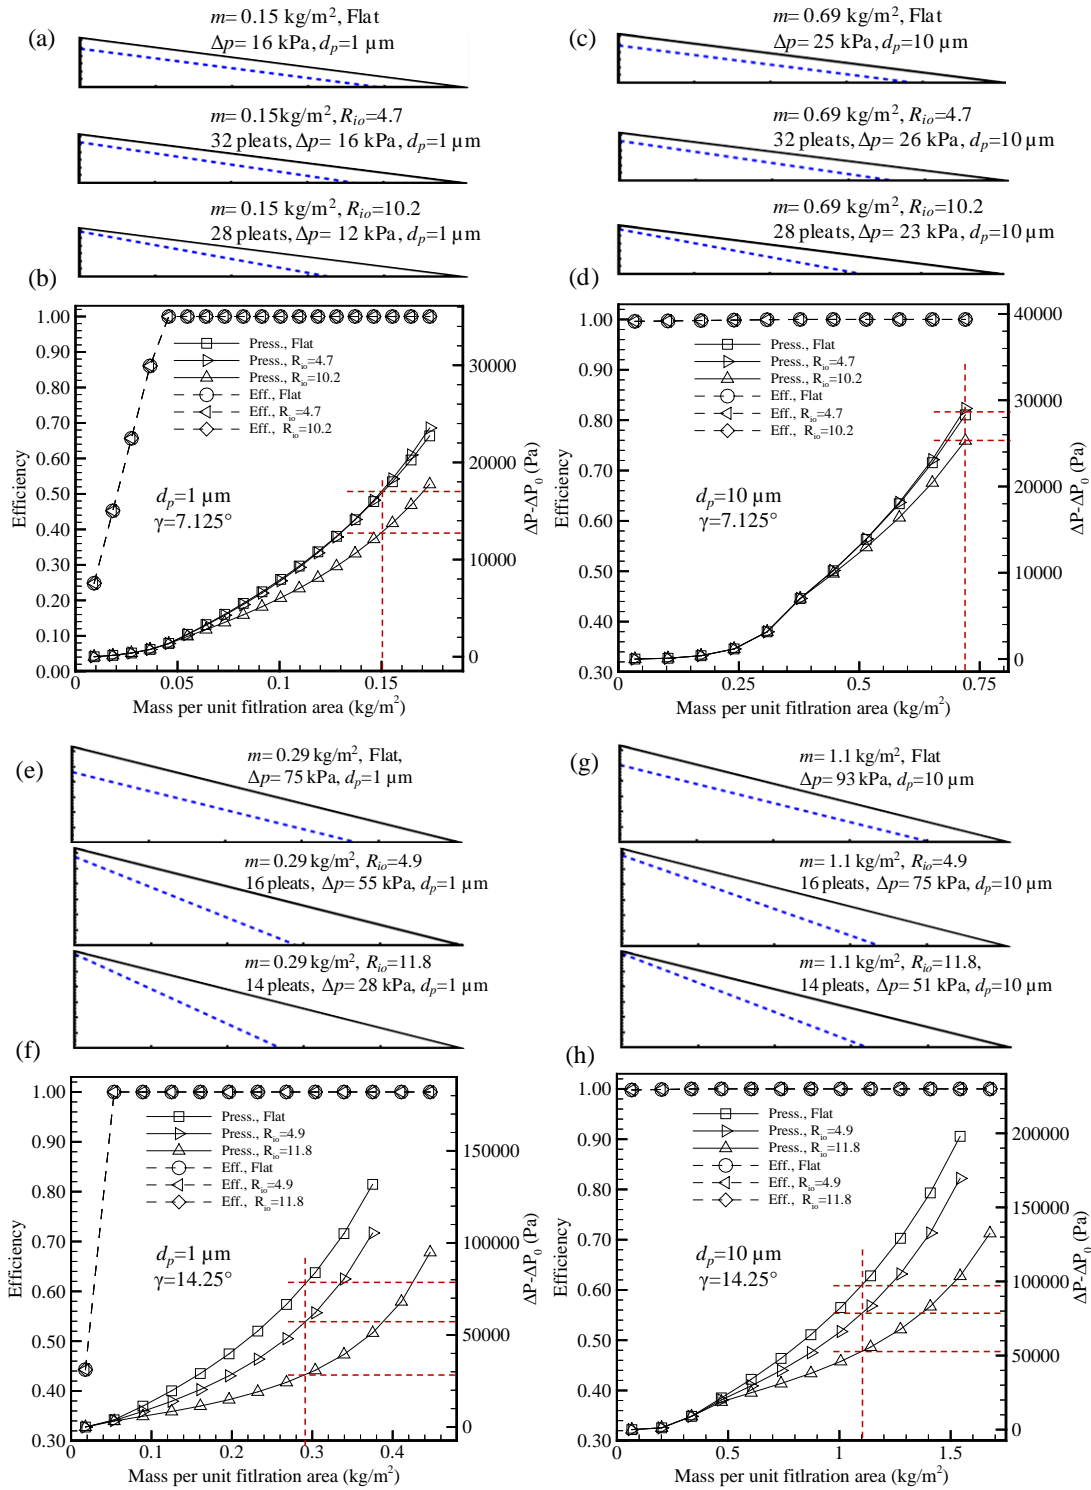 (a)
m= 0.15 kg/m², Flat
Δp= 16 kPa, dₚ=1 µm
m= 0.15kg/m², Rᵢₒ=4.7
32 pleats, Δp= 16 kPa, dₚ=1 µm
m= 0.15 kg/m², Rᵢₒ=10.2
28 pleats, Δp= 12 kPa, dₚ=1 µm
(b)
1.00
0.90
0.80
0.70
0.60
0.50
0.40
0.30
0.20
0.10
0.00
Efficiency
Press., Flat
Press., Rᵢₒ=4.7
Press., Rᵢₒ=10.2
Eff., Flat
Eff., Rᵢₒ=4.7
Eff., Rᵢₒ=10.2
dₚ=1 µm
γ=7.125°
30000
20000
10000
0
ΔP-ΔP₀ (Pa)
0.05
0.1
0.15
Mass per unit fitlration area (kg/m²)
(c)
m= 0.69 kg/m², Flat
Δp= 25 kPa, dₚ=10 µm
m= 0.69 kg/m², Rᵢₒ=4.7
32 pleats, Δp= 26 kPa, dₚ=10 µm
m= 0.69 kg/m², Rᵢₒ=10.2
28 pleats, Δp= 23 kPa, dₚ=10 µm
(d)
1.00
0.90
0.80
0.70
0.60
0.50
0.40
0.30
Efficiency
Press., Flat
Press., Rᵢₒ=4.7
Press., Rᵢₒ=10.2
Eff., Flat
Eff., Rᵢₒ=4.7
Eff., Rᵢₒ=10.2
dₚ=10 µm
γ=7.125°
40000
30000
20000
10000
0
ΔP-ΔP₀ (Pa)
0
0.25
0.5
0.75
Mass per unit fitlration area (kg/m²)
(e)
m= 0.29 kg/m², Flat,
Δp= 75 kPa, dₚ=1 µm
m= 0.29 kg/m², Rᵢₒ=4.9
16 pleats, Δp= 55 kPa, dₚ=1 µm
m= 0.29 kg/m², Rᵢₒ=11.8
14 pleats, Δp= 28 kPa, dₚ=1 µm
(f)
1.00
0.90
0.80
0.70
0.60
0.50
0.40
0.30
Efficiency
Press., Flat
Press., Rᵢₒ=4.9
Press., Rᵢₒ=11.8
Eff., Flat
Eff., Rᵢₒ=4.9
Eff., Rᵢₒ=11.8
dₚ=1 µm
γ=14.25°
150000
100000
50000
0
ΔP-ΔP₀ (Pa)
0
0.1
0.2
0.3
0.4
Mass per unit fitlration area (kg/m²)
(g)
m= 1.1 kg/m², Flat
Δp= 93 kPa, dₚ=10 µm
m= 1.1 kg/m², Rᵢₒ=4.9
16 pleats, Δp= 75 kPa, dₚ=10 µm
m= 1.1 kg/m², Rᵢₒ=11.8,
14 pleats, Δp= 51 kPa, dₚ=10 µm
(h)
1.00
0.90
0.80
0.70
0.60
0.50
0.40
0.30
Efficiency
Press., Flat
Press., Rᵢₒ=4.9
Press., Rᵢₒ=11.8
Eff., Flat
Eff., Rᵢₒ=4.9
Eff., Rᵢₒ=11.8
dₚ=10 µm
γ=14.25°
200000
150000
100000
50000
0
ΔP-ΔP₀ (Pa)
0
0.5
1
1.5
Mass per unit fitlration area (kg/m²)